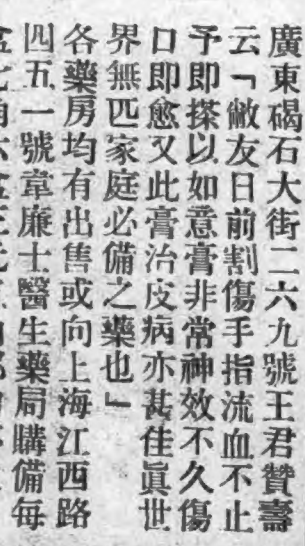 廣東碣石大街二六九號王君贊壽
云「敝友日前割傷手指流血不止
予即搽以如意膏非常神效不久傷
口即愈又此膏治皮病亦甚佳眞世
界無匹家庭必備之藥也」
各藥房均有出售或向上海江西路
四五一號韋廉士醫生藥局購備每